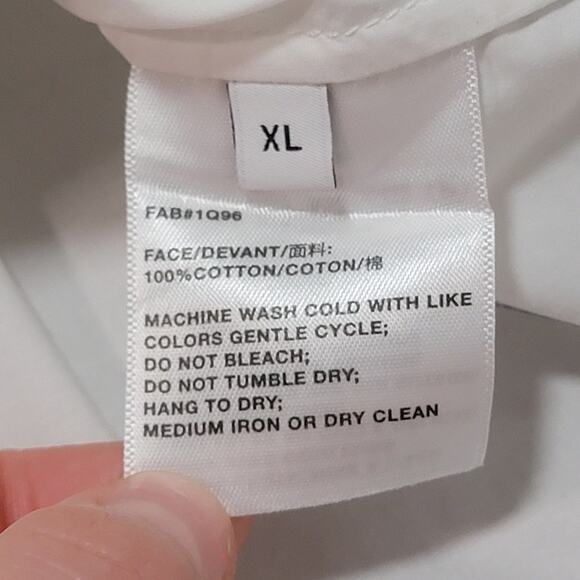 XL
FAB#1Q96
FACE/DEVANT/面料:
100%COTTON/COTON/棉
MACHINE WASH COLD WITH LIKE
COLORS GENTLE CYCLE;
DO NOT BLEACH;
DO NOT TUMBLE DRY;
HANG TO DRY;
MEDIUM IRON OR DRY CLEAN